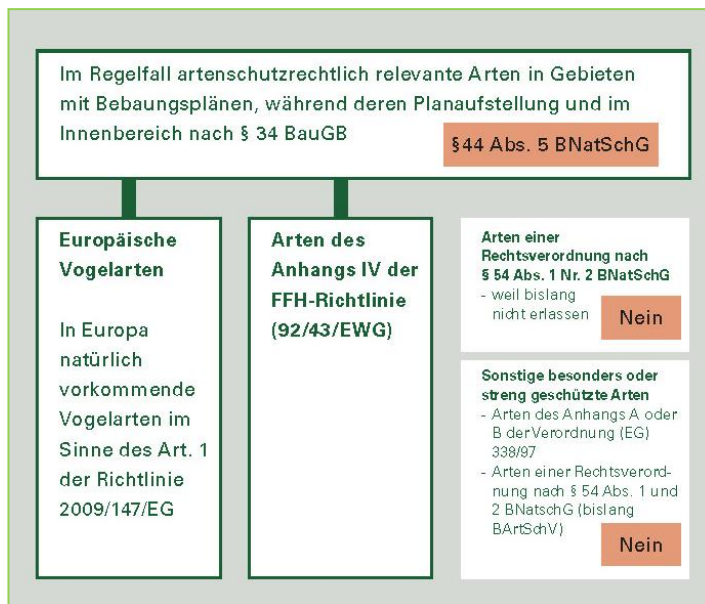 Im Regelfall artenschutzrechtlich relevante Arten in Gebieten
mit Bebaungsplänen, während deren Planaufstellung und im
Innenbereich nach § 34 BauGB
§44 Abs. 5 BNatSchG
Europäische
Vogelarten
In Europa
natürlich
vorkommende
Vogelarten im
Sinne des Art. 1
der Richtlinie
2009/147/EG
Arten des
Anhangs IV der
FFH-Richtlinie
(92/43/EWG)
Arten einer
Rechtsverordnung nach
§ 54 Abs. 1 Nr. 2 BNatSchG
- weil bislang
nicht erlassen
Nein
Sonstige besonders oder
streng geschützte Arten
- Arten des Anhangs A oder
B der Verordnung (EG)
338/97
- Arten einer Rechtsverord-
nung nach § 54 Abs. 1 und
2 BNatschG (bislang
BArtSchV)
Nein